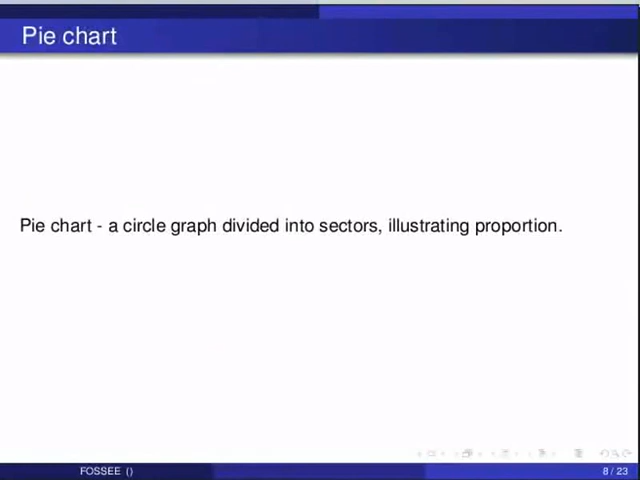 Pie chart
Pie chart - a circle graph divided into sectors, illustrating proportion.
FOSSEE ()
8 / 23